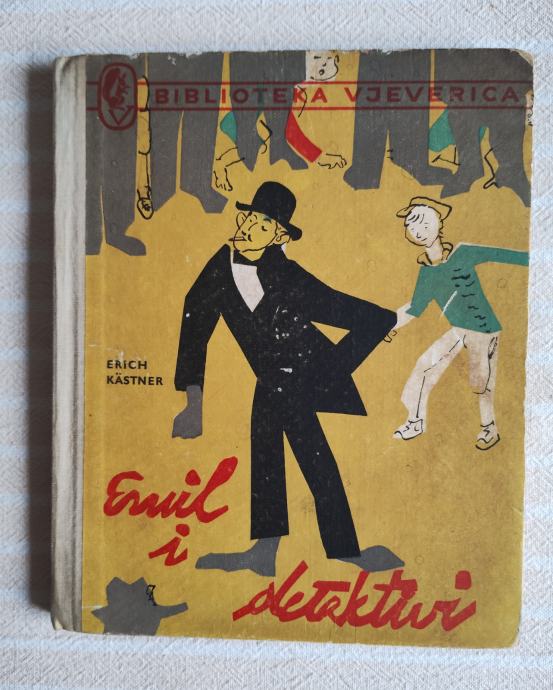 BIBLIOTEKA VJEVERICA
ERICH
KÄSTNER
Emil
i
detektivi